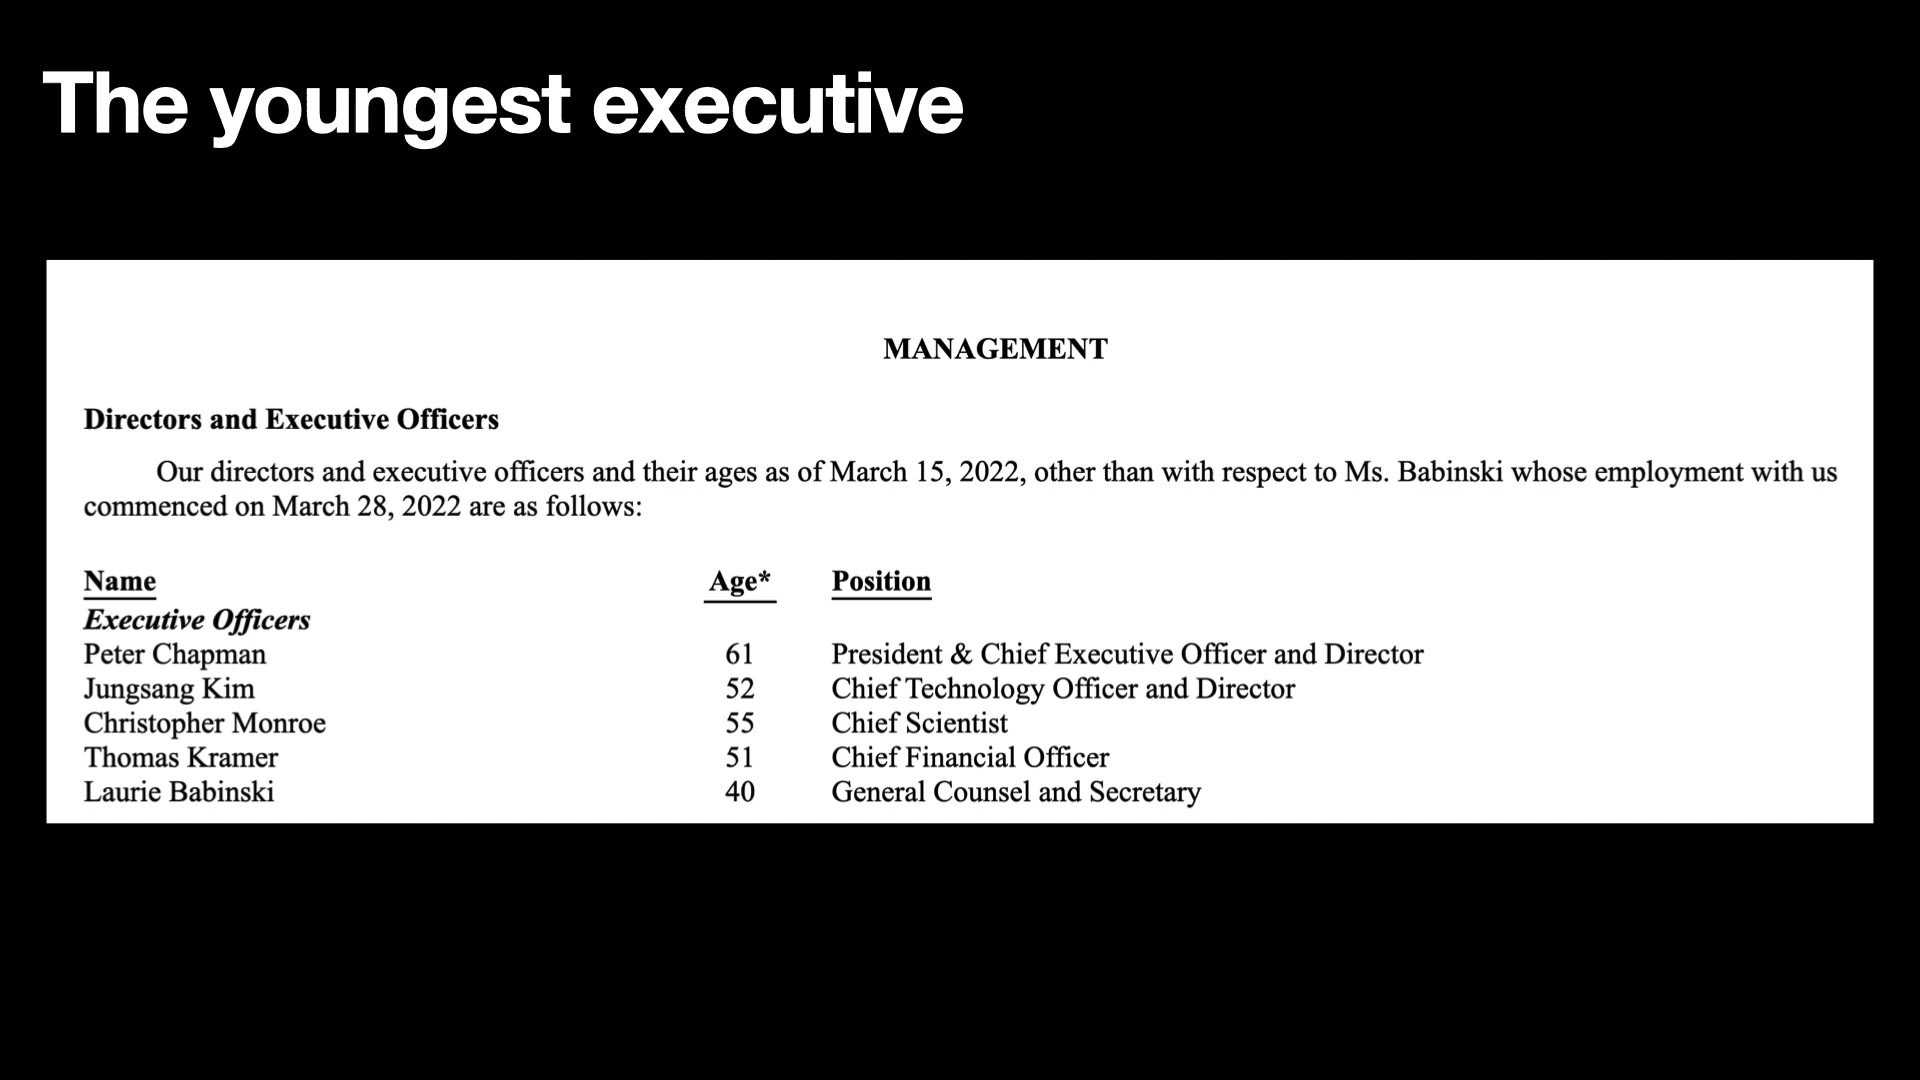 The youngest executive
MANAGEMENT
Directors and Executive Officers
Our directors and executive officers and their ages as of March 15, 2022, other than with respect to Ms. Babinski whose employment with us
commenced on March 28, 2022 are as follows:
Name Age* Position
Executive Officers
Peter Chapman 61 President & Chief Executive Officer and Director
Jungsang Kim 52 Chief Technology Officer and Director
Christopher Monroe 55 Chief Scientist
Thomas Kramer 51 Chief Financial Officer
Laurie Babinski 40 General Counsel and Secretary